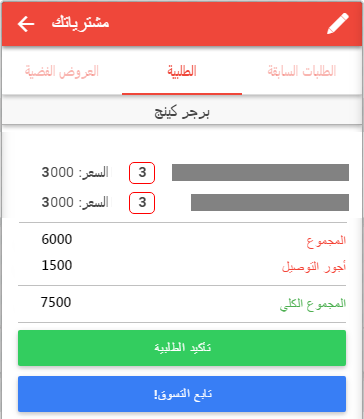 مشترياتك
الطلبات السابقة الطلبية العروض الفضية
برجر كينج
3 السعر: 3000
3 السعر: 3000
المجموع 6000
أجور التوصيل 1500
المجموع الكلي 7500
تاكيد الطلبية
تابع التسوق!